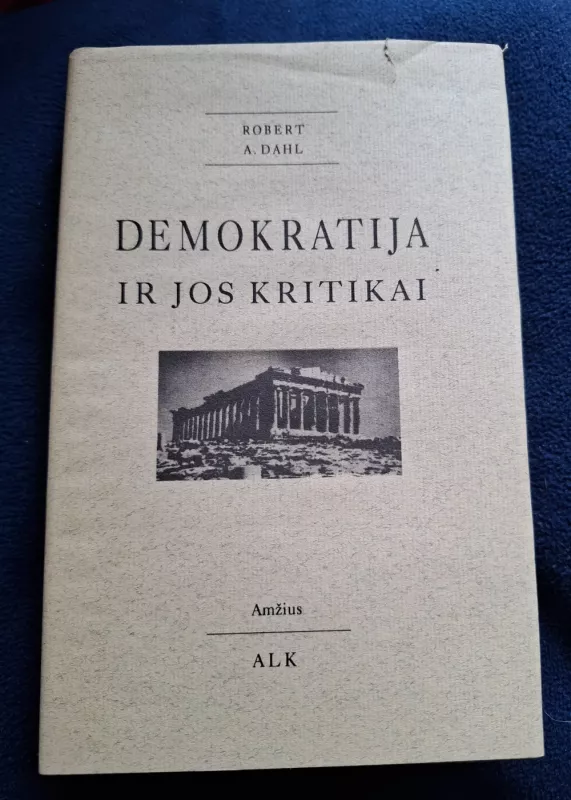 ROBERT
A. DAHL
DEMOKRATIJA
IR JOS KRITIKAI
Amžius
ALK